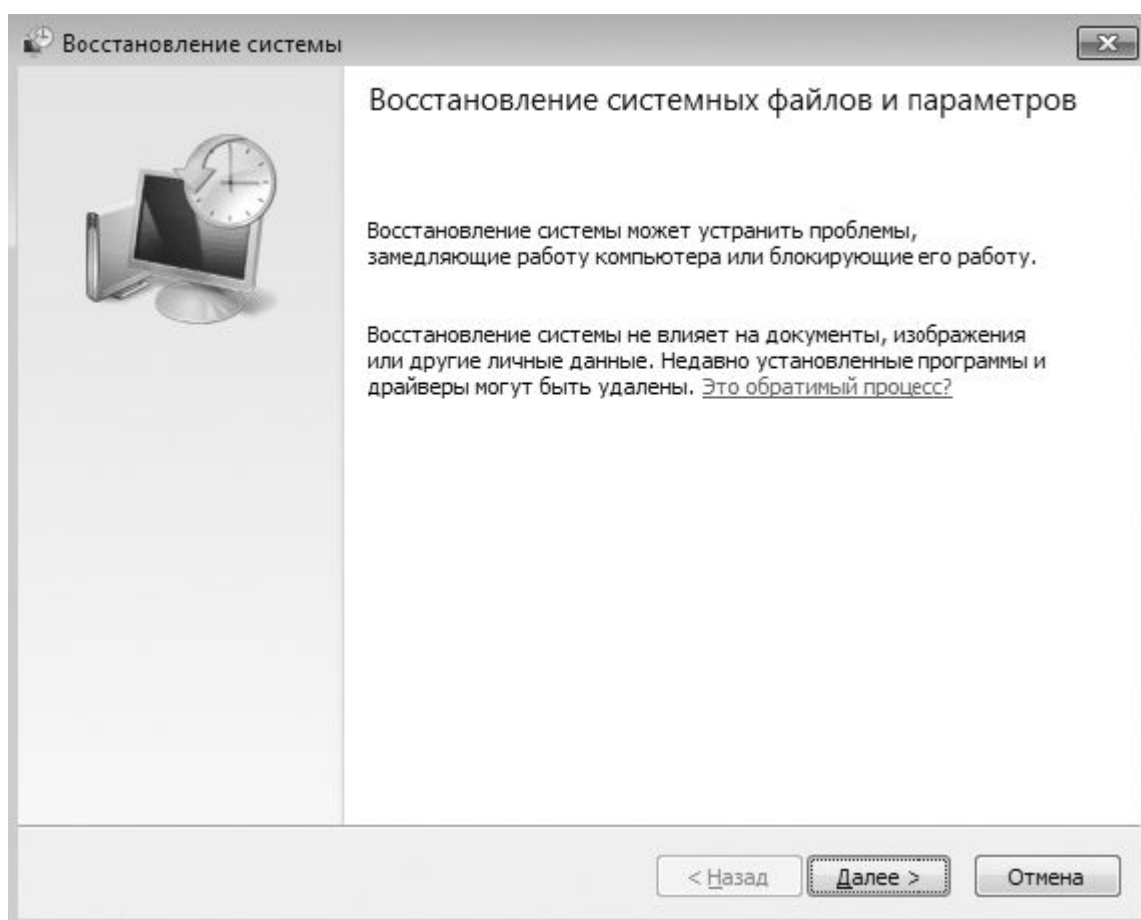 Восстановление системы
Восстановление системных файлов и параметров
Восстановление системы может устранить проблемы,
замедляющие работу компьютера или блокирующие его работу.
Восстановление системы не влияет на документы, изображения
или другие личные данные. Недавно установленные программы и
драйверы могут быть удалены. Это обратимый процесс?
< Назад
Далее >
Отмена